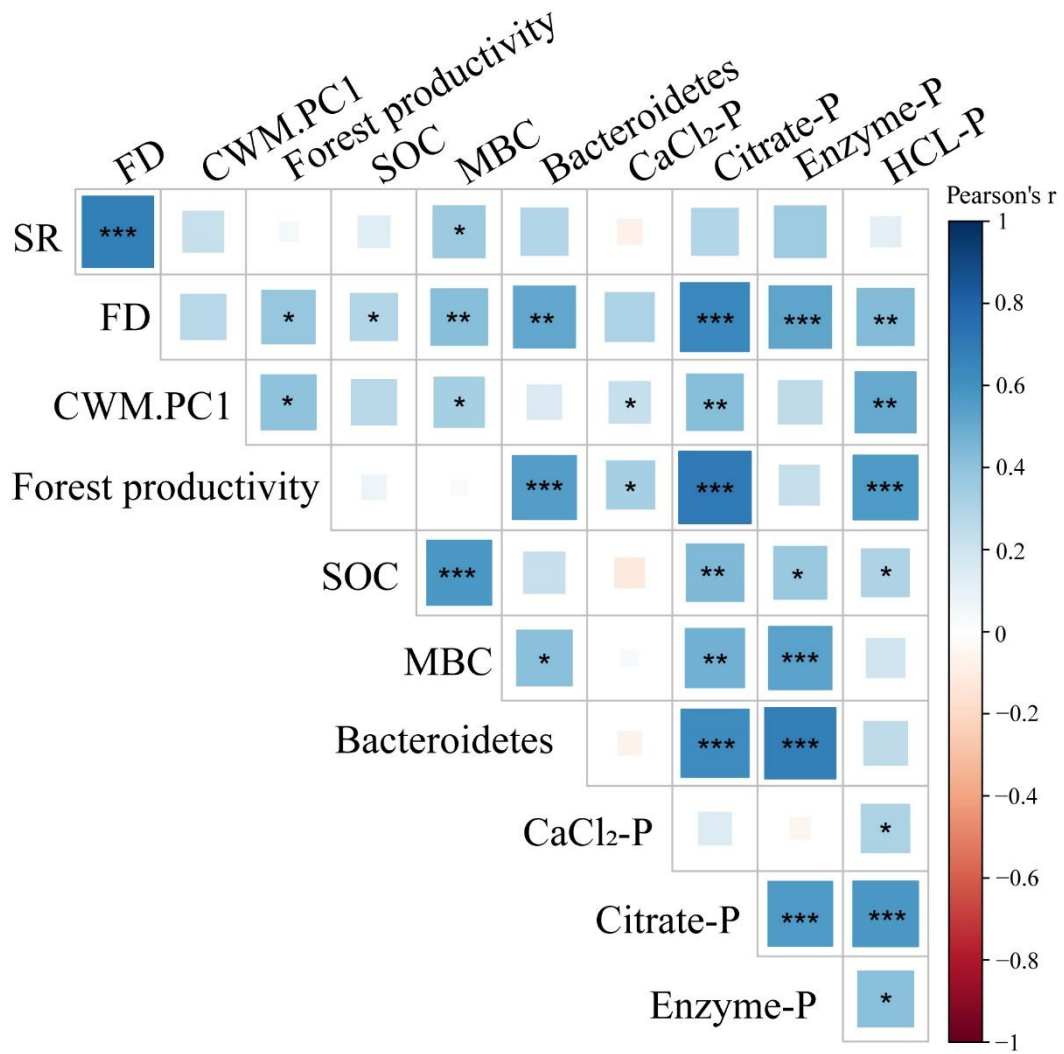 FD CWM.PC1 Forest productivity SOC MBC Bacteroidetes CaCl₂-P Citrate-P Enzyme-P HCL-P
Pearson's r
SR *** *
FD * * ** ** *** *** **
CWM.PC1 * * * ** **
Forest productivity *** * *** ***
SOC *** ** * *
MBC * ** ***
Bacteroidetes *** ***
CaCl₂-P *
Citrate-P *** ***
Enzyme-P *
1
0.8
0.6
0.4
0.2
0
−0.2
−0.4
−0.6
−0.8
−1